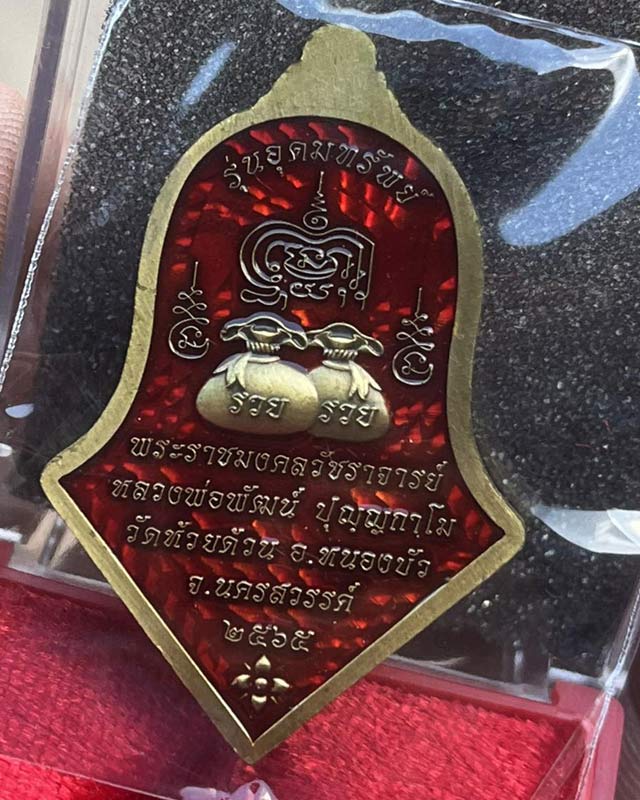 รุ่นอุดมทรัพย์
รวย รวย
พระราชมงคลวัชราจารย์
หลวงพ่อพัฒน์ ปุญฺญกาโม
วัดห้วยด้วน อ.หนองบัว
จ.นครสวรรค์
๒๕๖๕